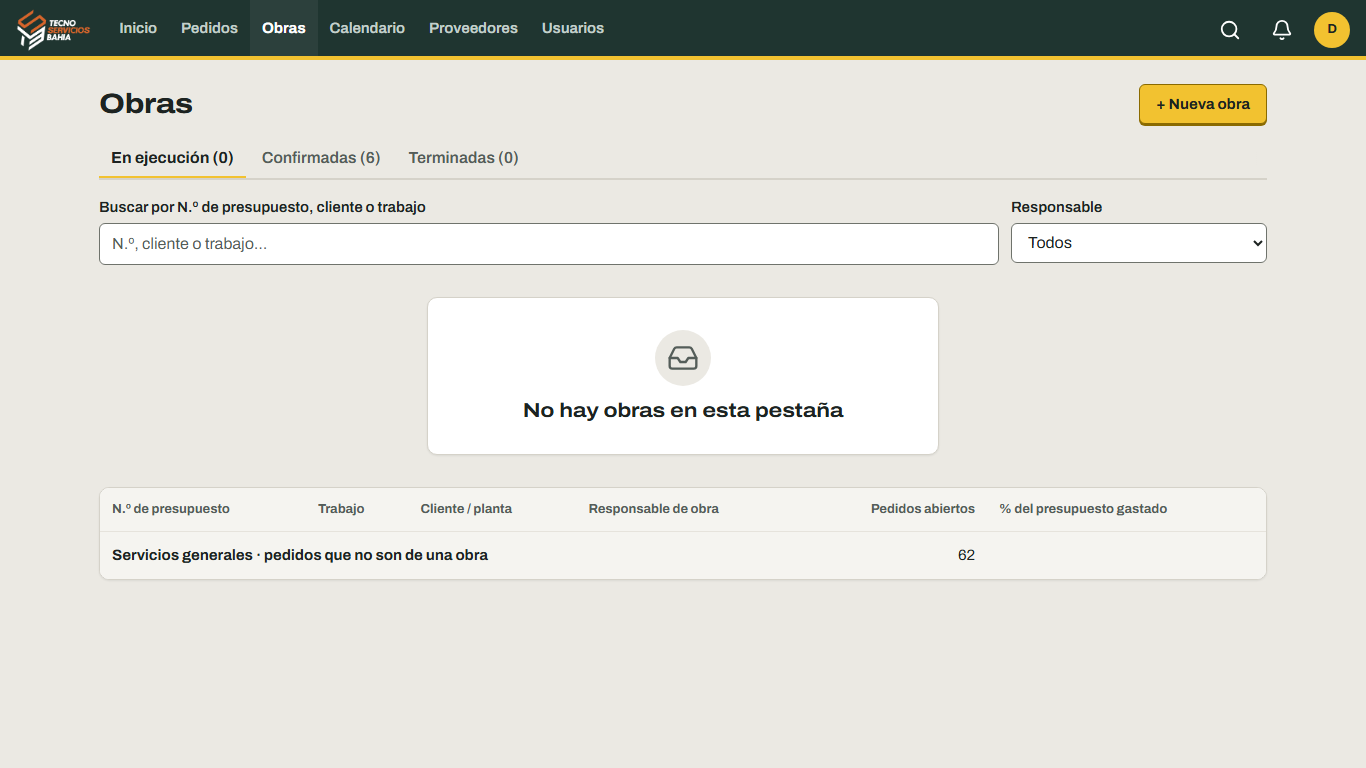 TECNO
SERVICIOS
BAHIA
Inicio Pedidos Obras Calendario Proveedores Usuarios D
Obras
+ Nueva obra
En ejecución (0) Confirmadas (6) Terminadas (0)
Buscar por N.º de presupuesto, cliente o trabajo Responsable
N.º, cliente o trabajo... Todos
No hay obras en esta pestaña
N.º de presupuesto Trabajo Cliente / planta Responsable de obra Pedidos abiertos % del presupuesto gastado
Servicios generales · pedidos que no son de una obra 62